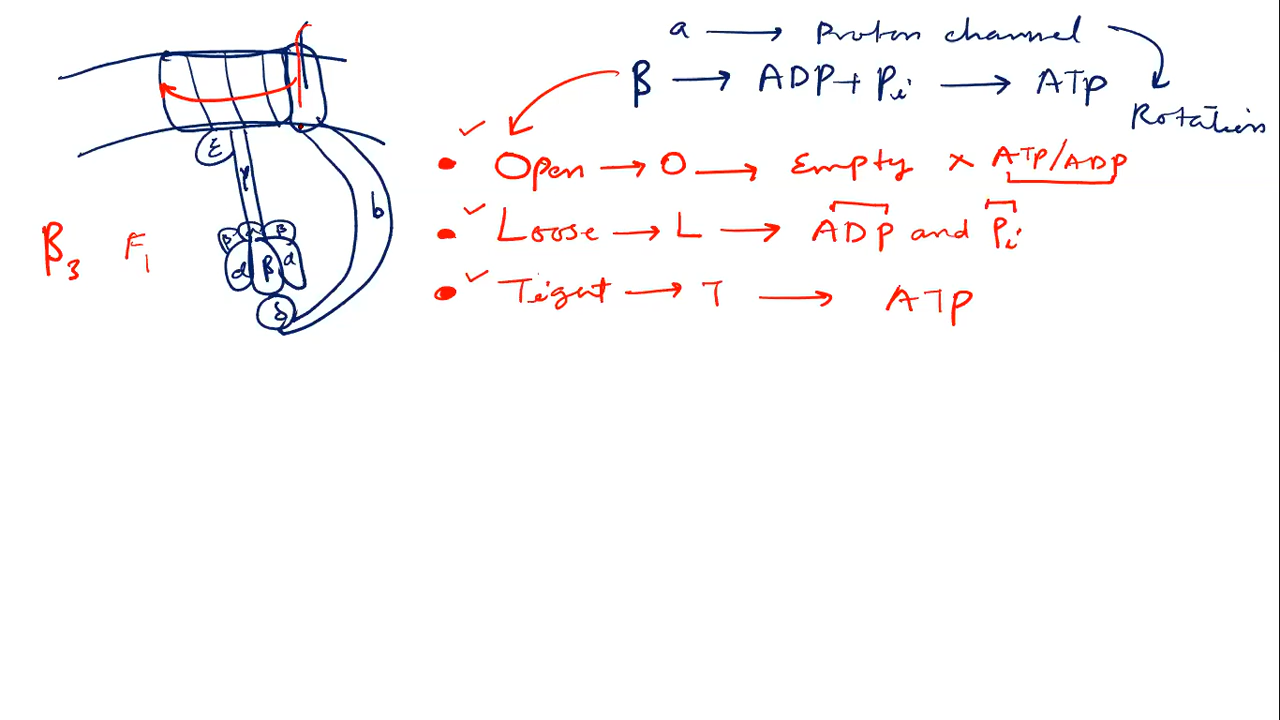 a → Proton channel
β → ADP + Pi → ATP
Rotation
Open → O → Empty × ATP/ADP
Loose → L → ADP and Pi
Tight → T → ATP
ε
γ
b
β β
α β α
δ
β3 F1